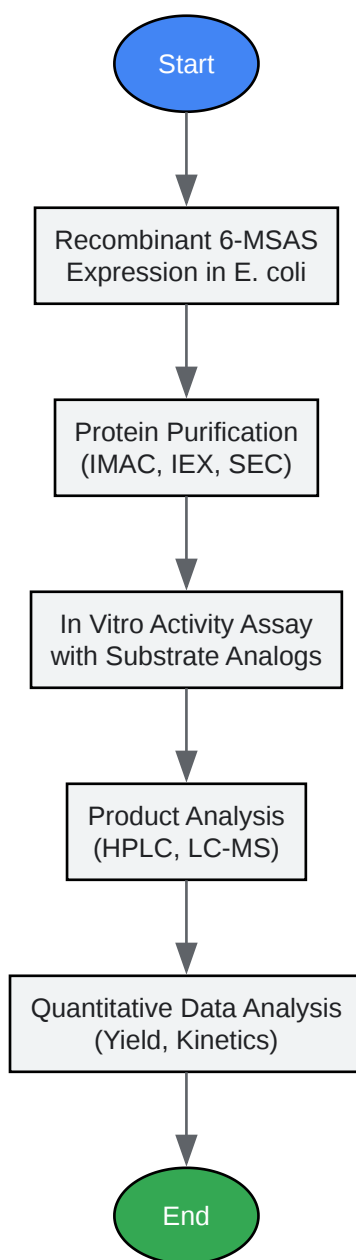 Start
Recombinant 6-MSAS
Expression in E. coli
Protein Purification
(IMAC, IEX, SEC)
In Vitro Activity Assay
with Substrate Analogs
Product Analysis
(HPLC, LC-MS)
Quantitative Data Analysis
(Yield, Kinetics)
End